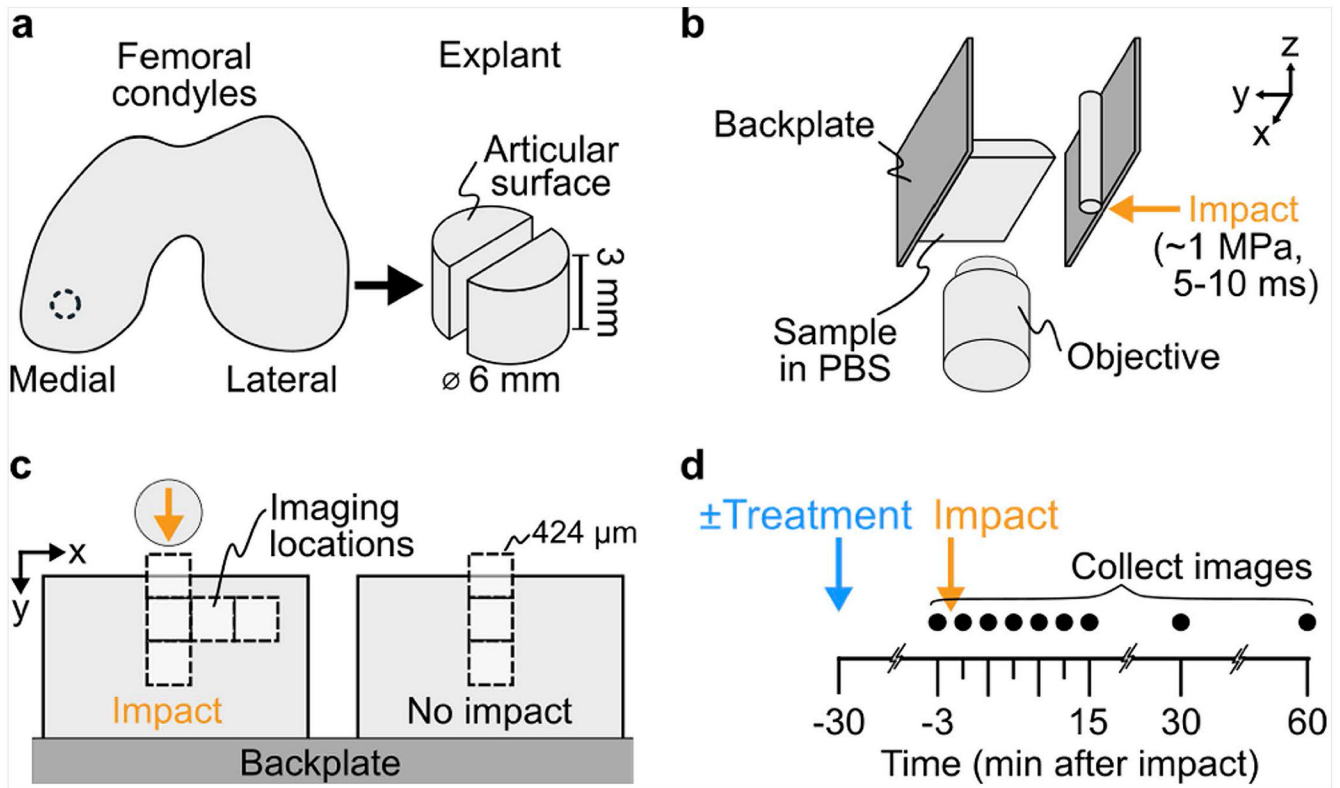 a
Femoral
condyles
Explant
Articular
surface
3 mm
Medial
Lateral
⌀ 6 mm
b
Backplate
z
y
x
Impact
(~1 MPa,
5-10 ms)
Sample
in PBS
Objective
c
Imaging
locations
424 μm
x
y
Impact
No impact
Backplate
d
±Treatment
Impact
Collect images
-30
-3
15
30
60
Time (min after impact)